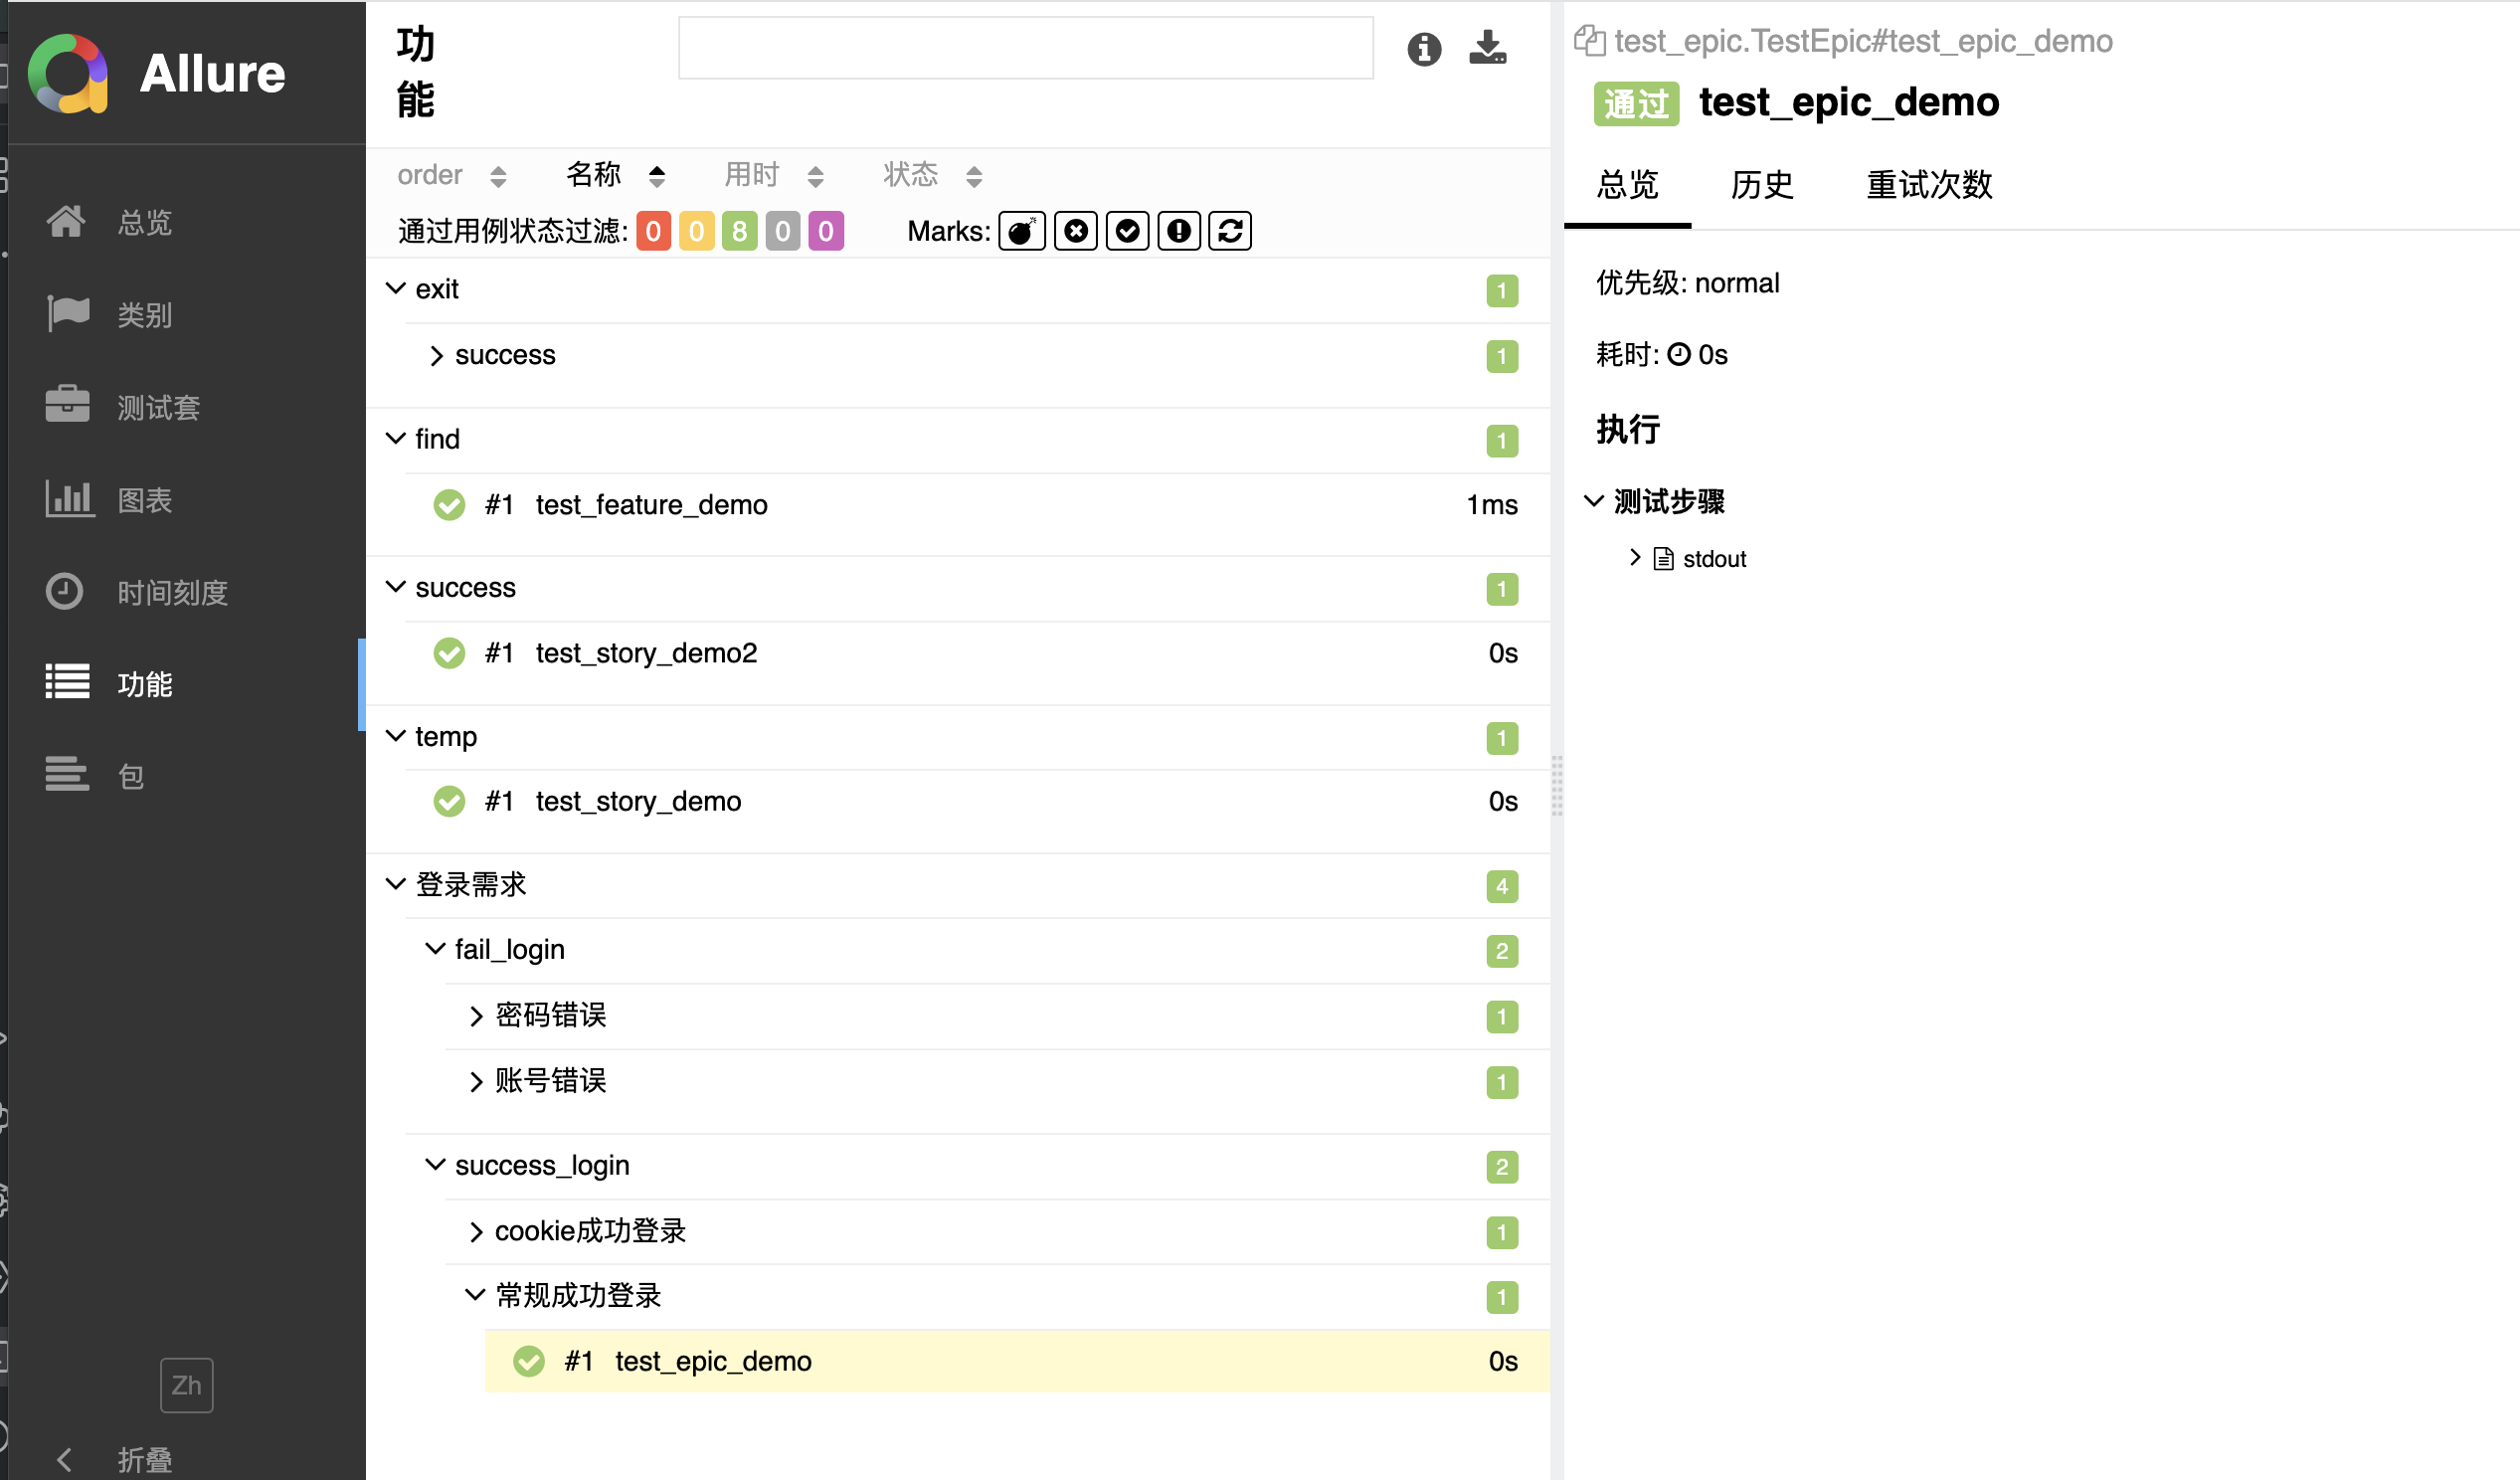 Allure
总览
类别
测试套
图表
时间刻度
功能
包
Zh
折叠
功
能
order 名称 用时 状态
通过用例状态过滤: 0 0 8 0 0 Marks:
exit 1
success 1
find 1
#1 test_feature_demo 1ms
success 1
#1 test_story_demo2 0s
temp 1
#1 test_story_demo 0s
登录需求 4
fail_login 2
密码错误 1
账号错误 1
success_login 2
cookie成功登录 1
常规成功登录 1
#1 test_epic_demo 0s
test_epic.TestEpic#test_epic_demo
通过 test_epic_demo
总览 历史 重试次数
优先级: normal
耗时: 0s
执行
测试步骤
stdout